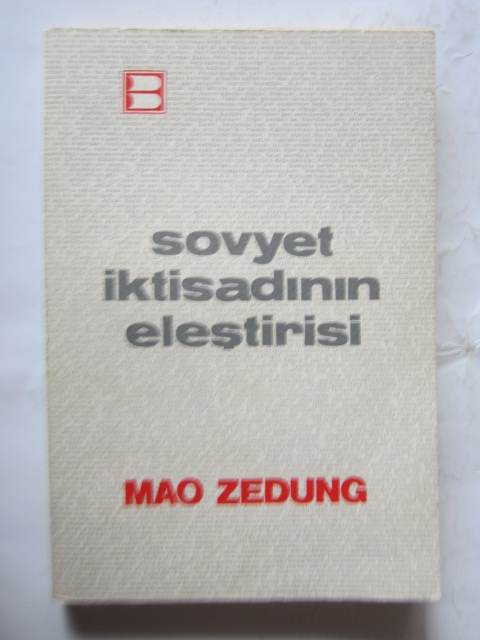 sovyet
iktisadının
eleştirisi
MAO ZEDUNG